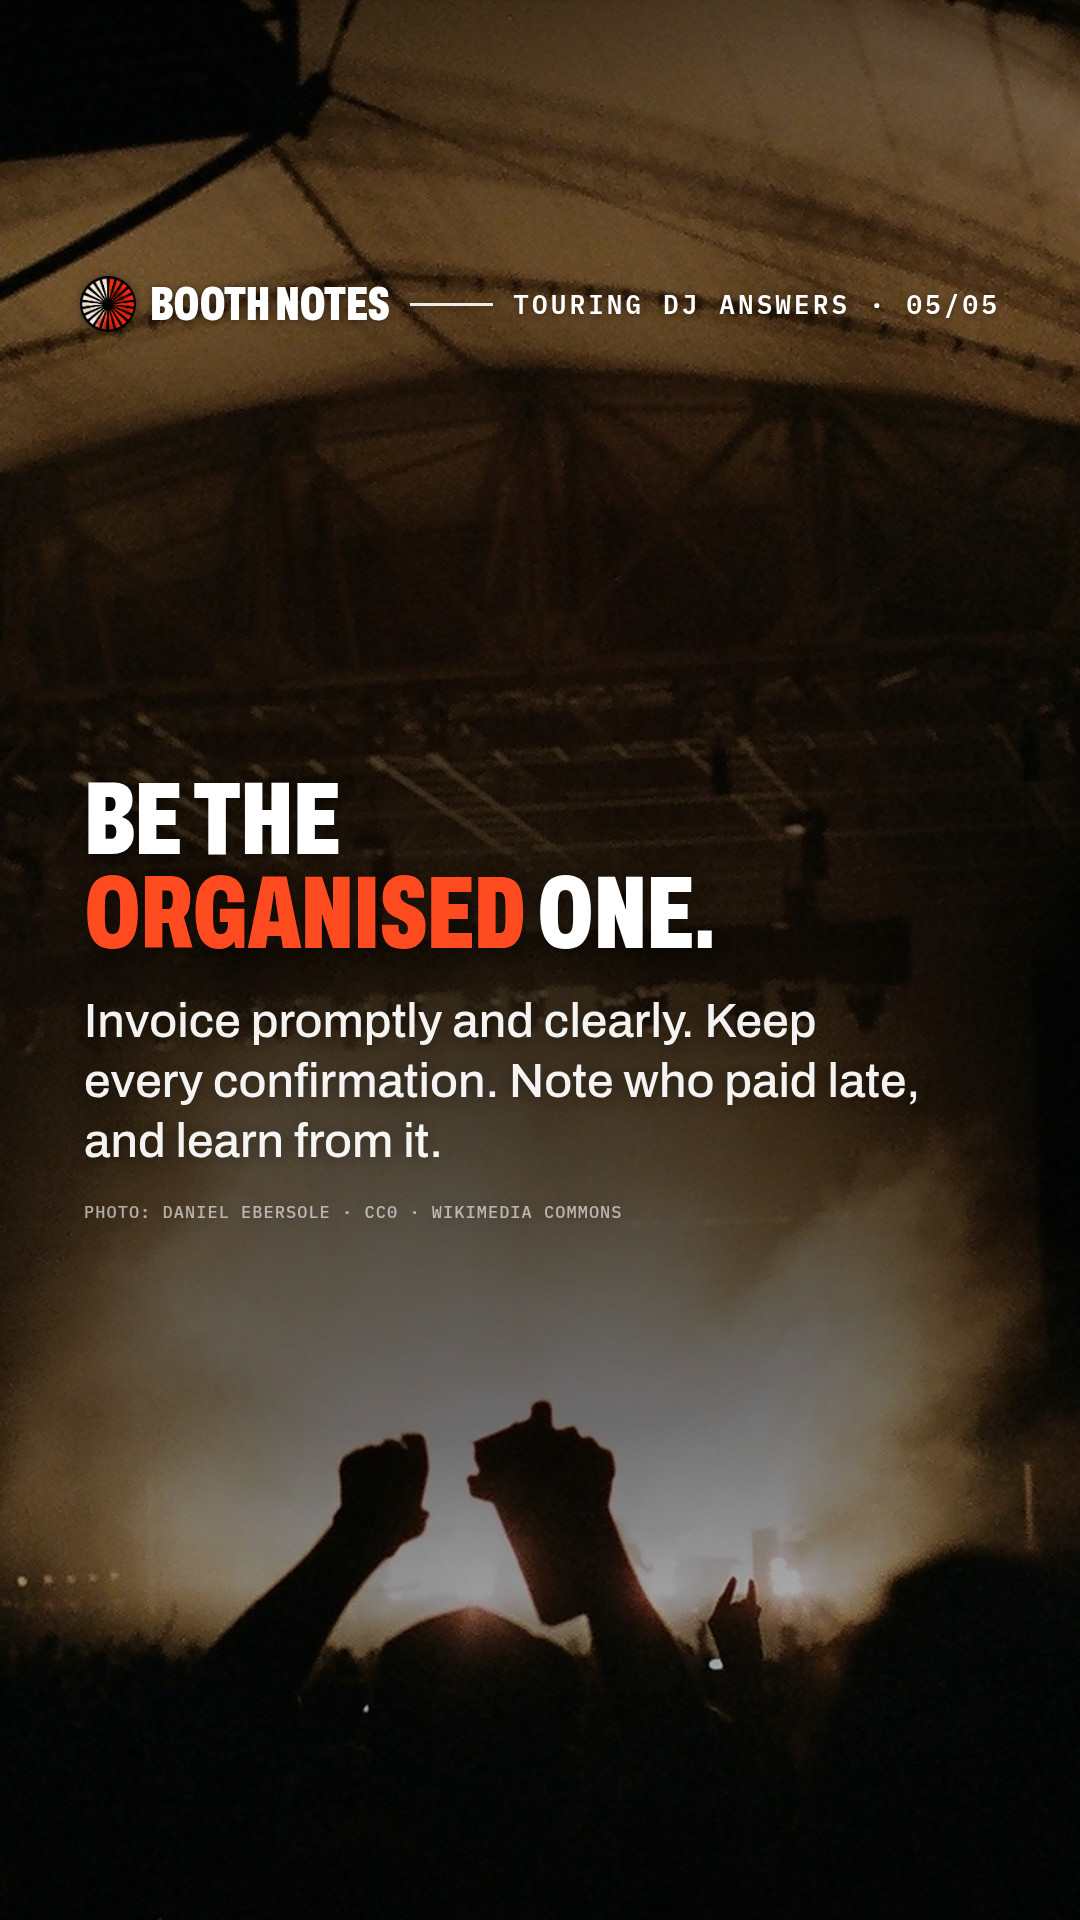 BOOTH NOTES
TOURING DJ ANSWERS · 05/05
BE THE
ORGANISED ONE.
Invoice promptly and clearly. Keep
every confirmation. Note who paid late,
and learn from it.
PHOTO: DANIEL EBERSOLE · CC0 · WIKIMEDIA COMMONS